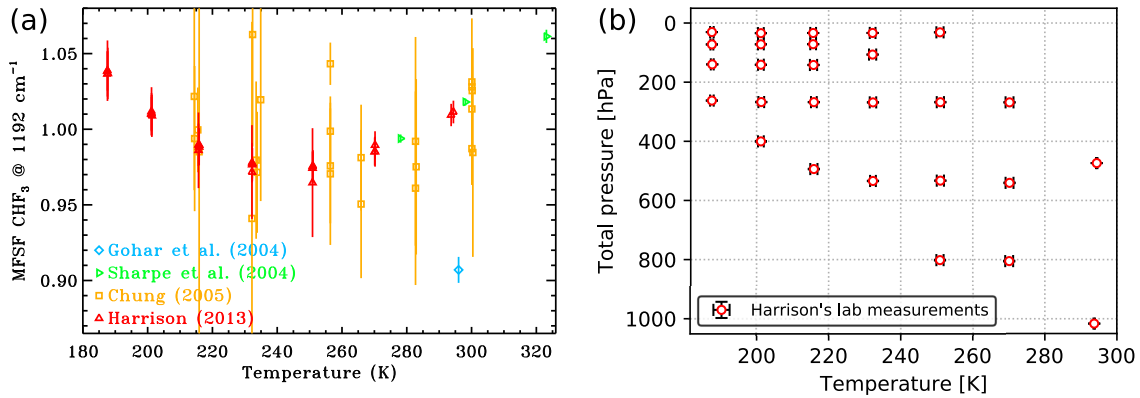 (a)
MFSF CHF3 @ 1192 cm−1
1.05
1.00
0.95
0.90
Gohar et al. (2004)
Sharpe et al. (2004)
Chung (2005)
Harrison (2013)
180 200 220 240 260 280 300 320
Temperature (K)
(b)
Total pressure [hPa]
0
200
400
600
800
1000
Harrison's lab measurements
200 220 240 260 280 300
Temperature [K]